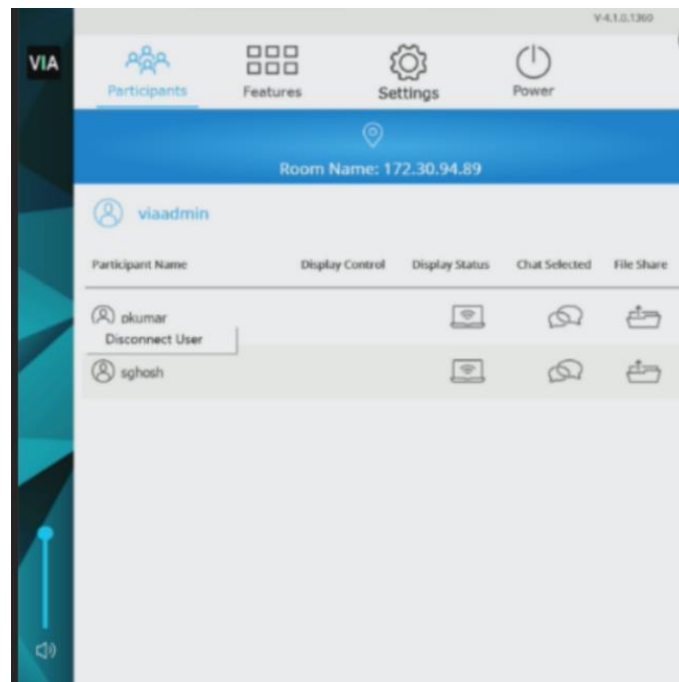 V-4.1.0.1360
VIA
Participants Features Settings Power
Room Name: 172.30.94.89
viaadmin
Participant Name Display Control Display Status Chat Selected File Share
pkumar
Disconnect User
sghosh